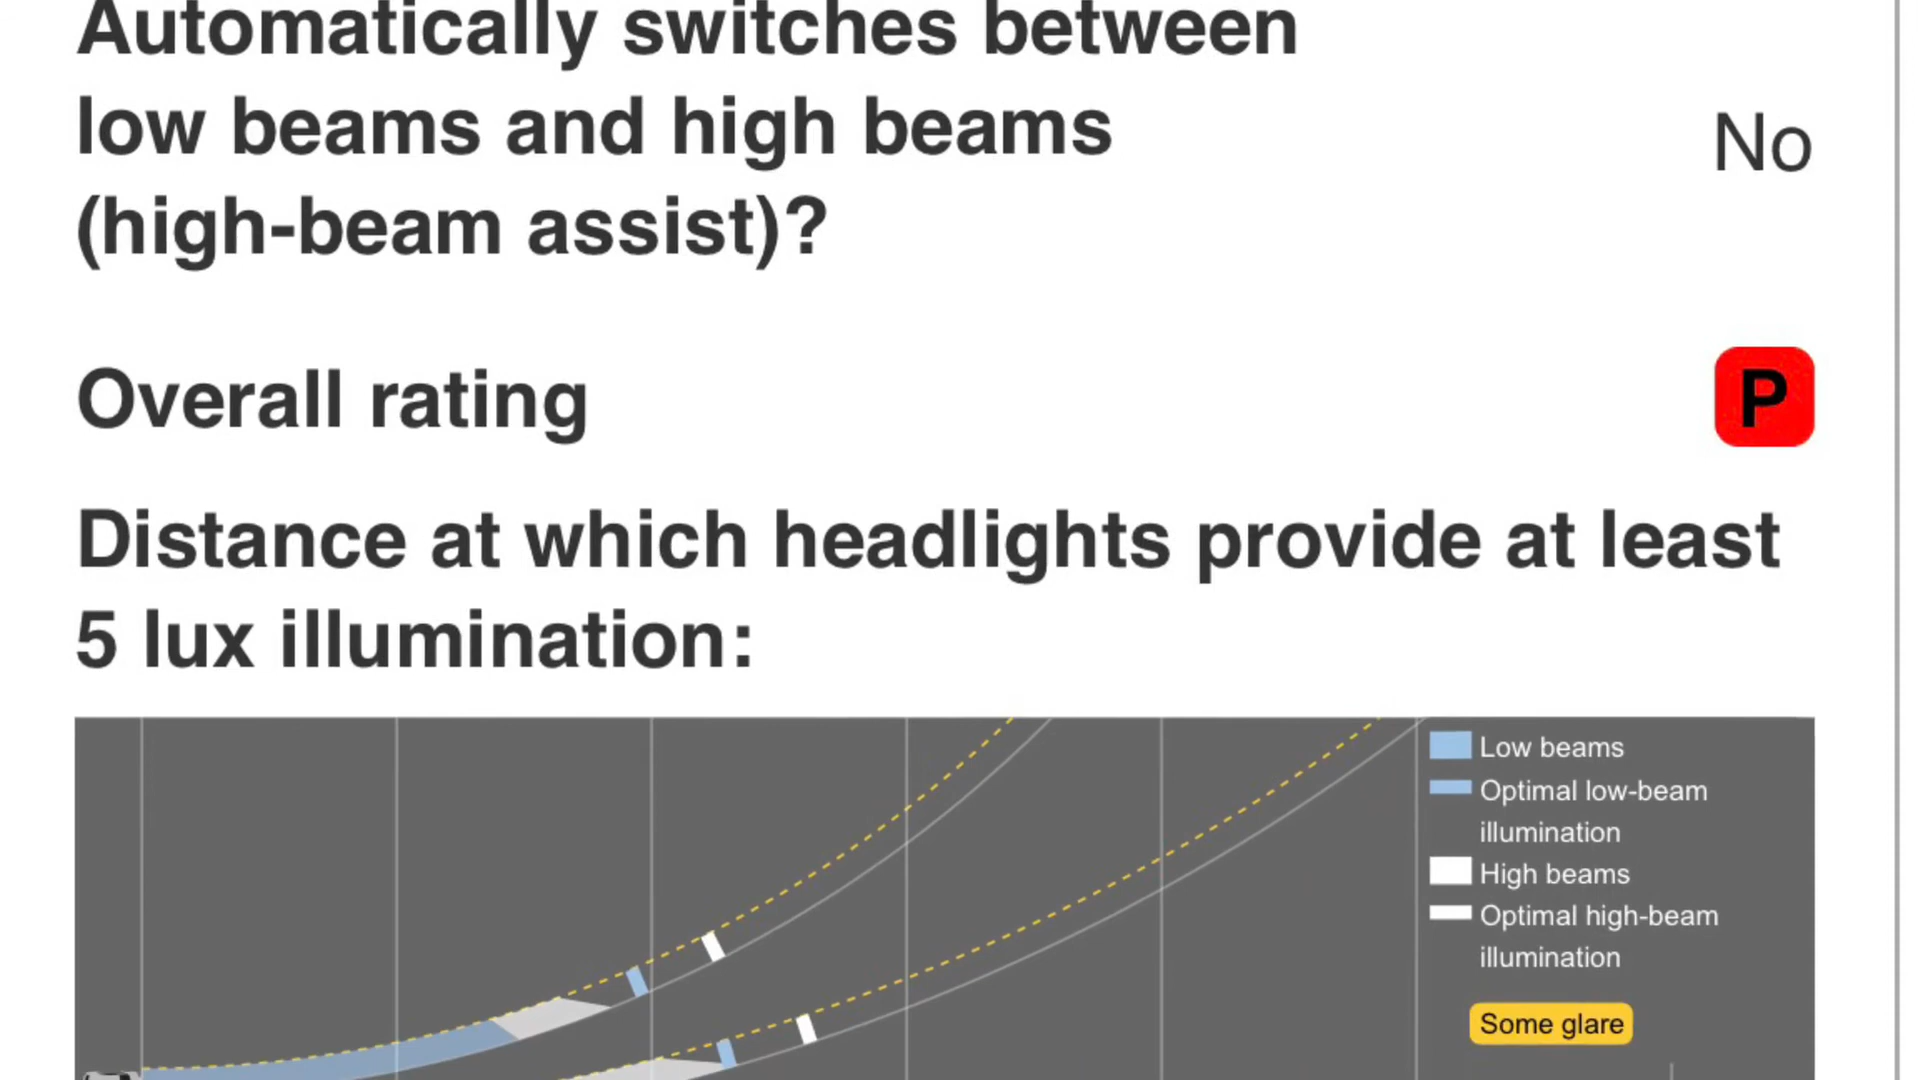 Automatically switches between
low beams and high beams
(high-beam assist)?
No
Overall rating
P
Distance at which headlights provide at least
5 lux illumination:
Low beams
Optimal low-beam
illumination
High beams
Optimal high-beam
illumination
Some glare